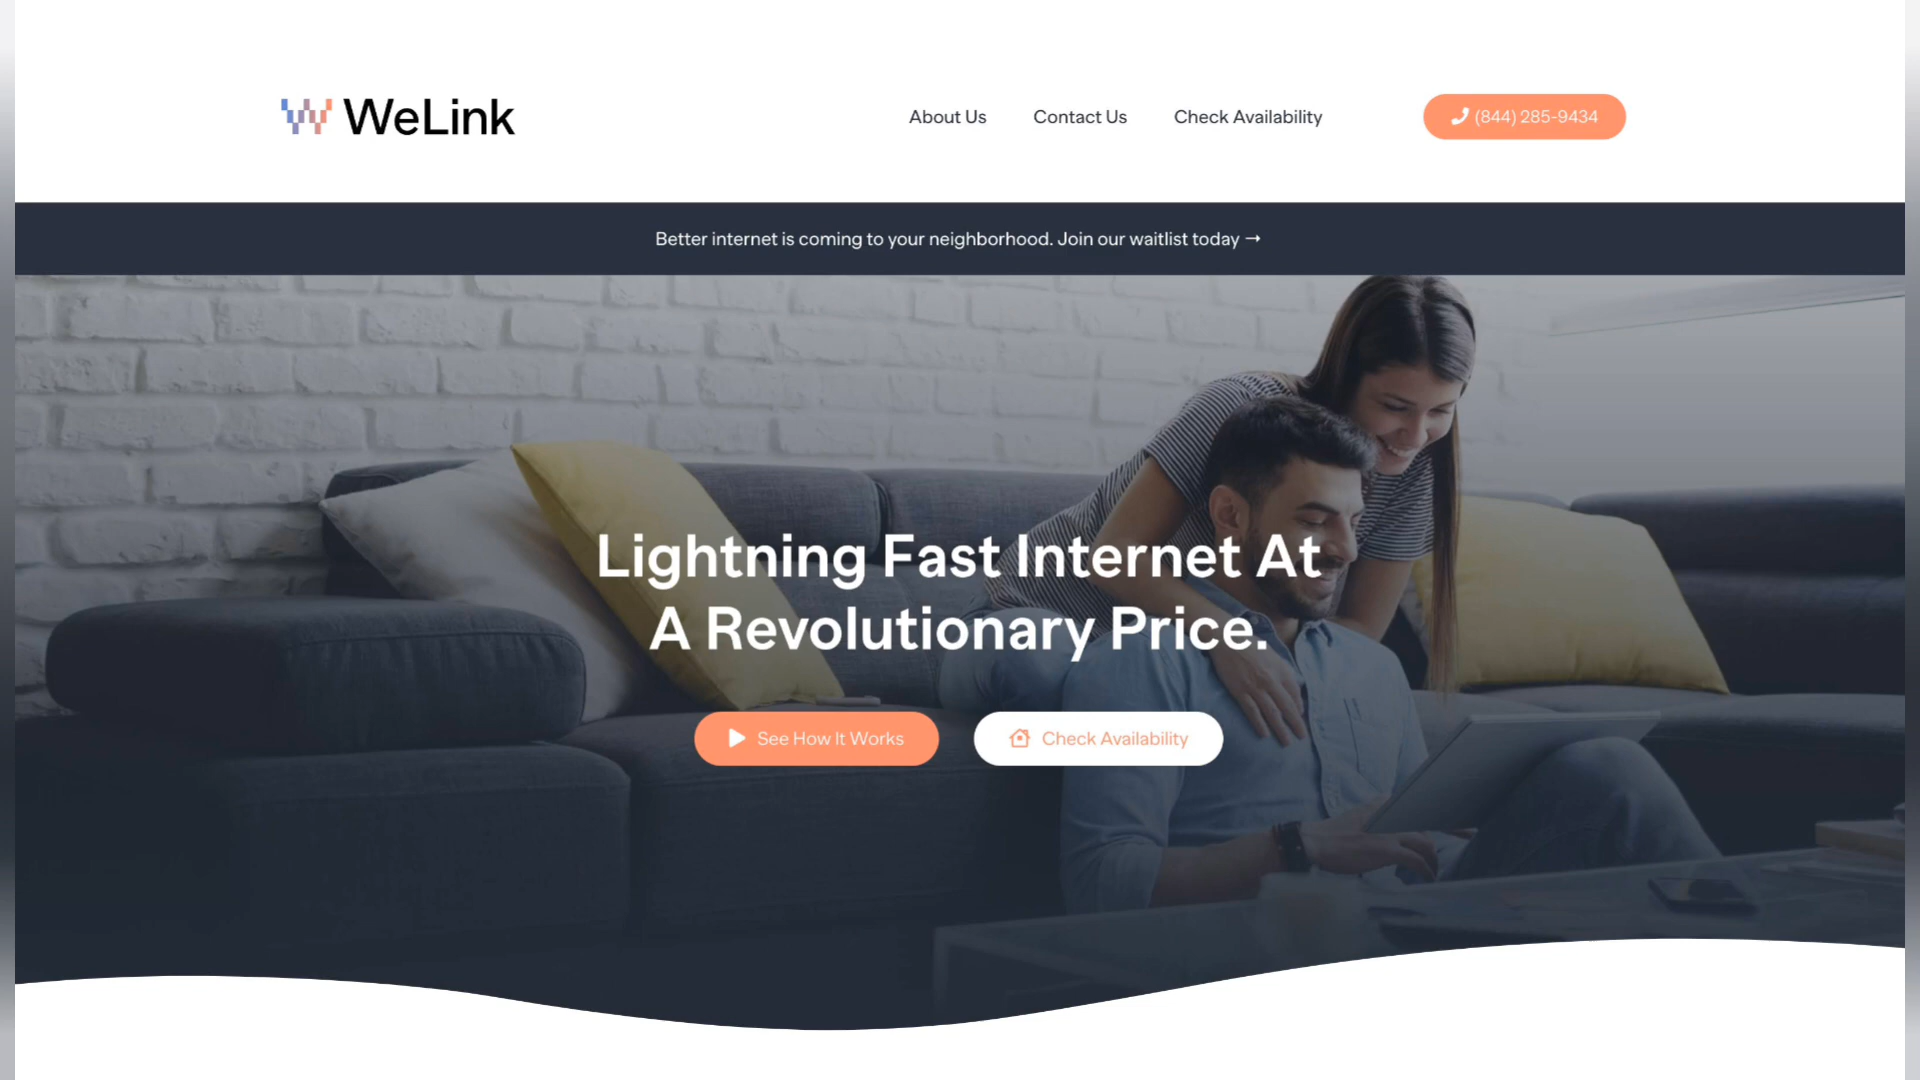 WeLink
About Us
Contact Us
Check Availability
(844) 285-9434
Better internet is coming to your neighborhood. Join our waitlist today →
Lightning Fast Internet At
A Revolutionary Price.
See How It Works
Check Availability